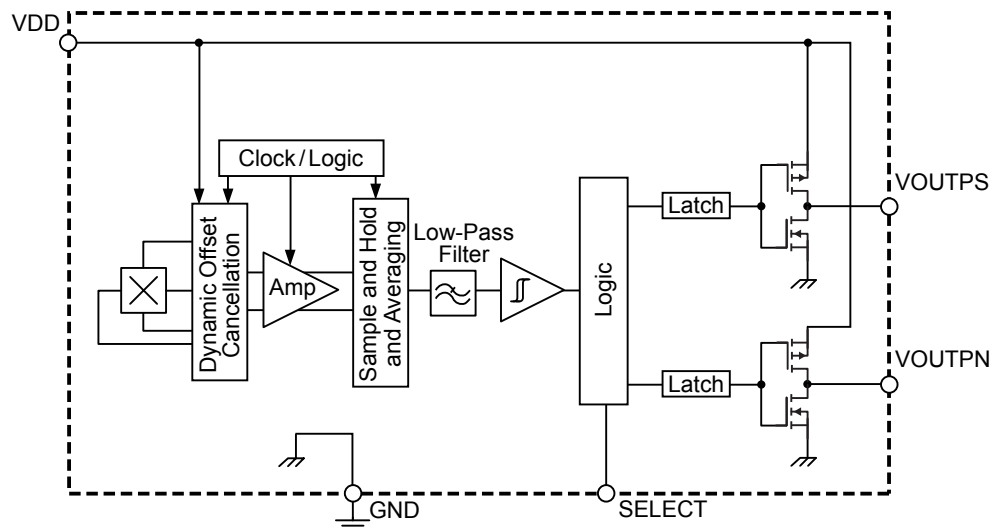 VDD
Clock/Logic
Dynamic Offset
Cancellation
Amp
Sample and Hold
and Averaging
Low-Pass
Filter
Logic
Latch
VOUTPS
Latch
VOUTPN
GND
SELECT